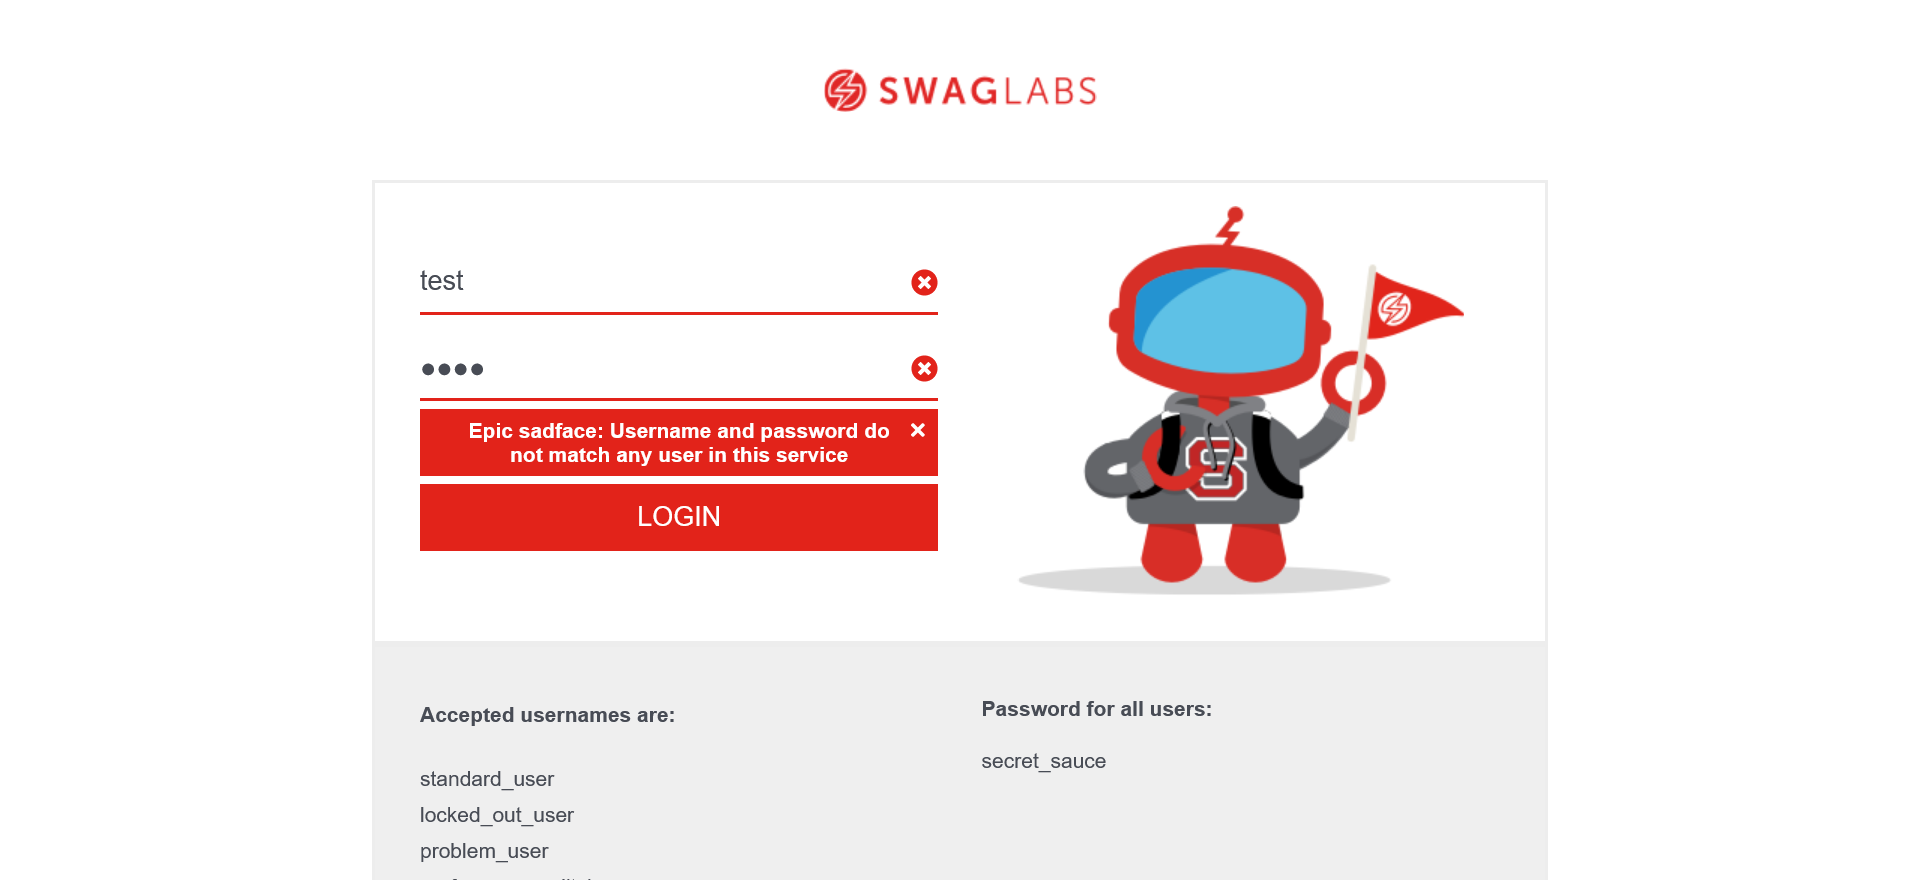 SWAGLABS
test
Epic sadface: Username and password do
not match any user in this service
LOGIN
Accepted usernames are:
standard_user
locked_out_user
problem_user
Password for all users:
secret_sauce